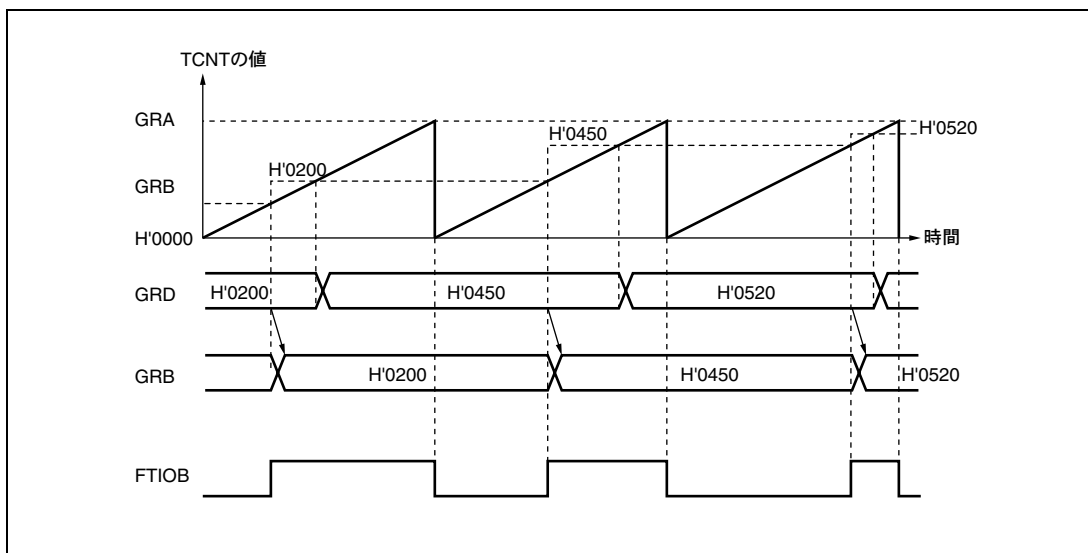 TCNTの値
GRA
H'0450
H'0520
H'0200
GRB
H'0000
時間
GRD
H'0200
H'0450
H'0520
GRB
H'0200
H'0450
H'0520
FTIOB